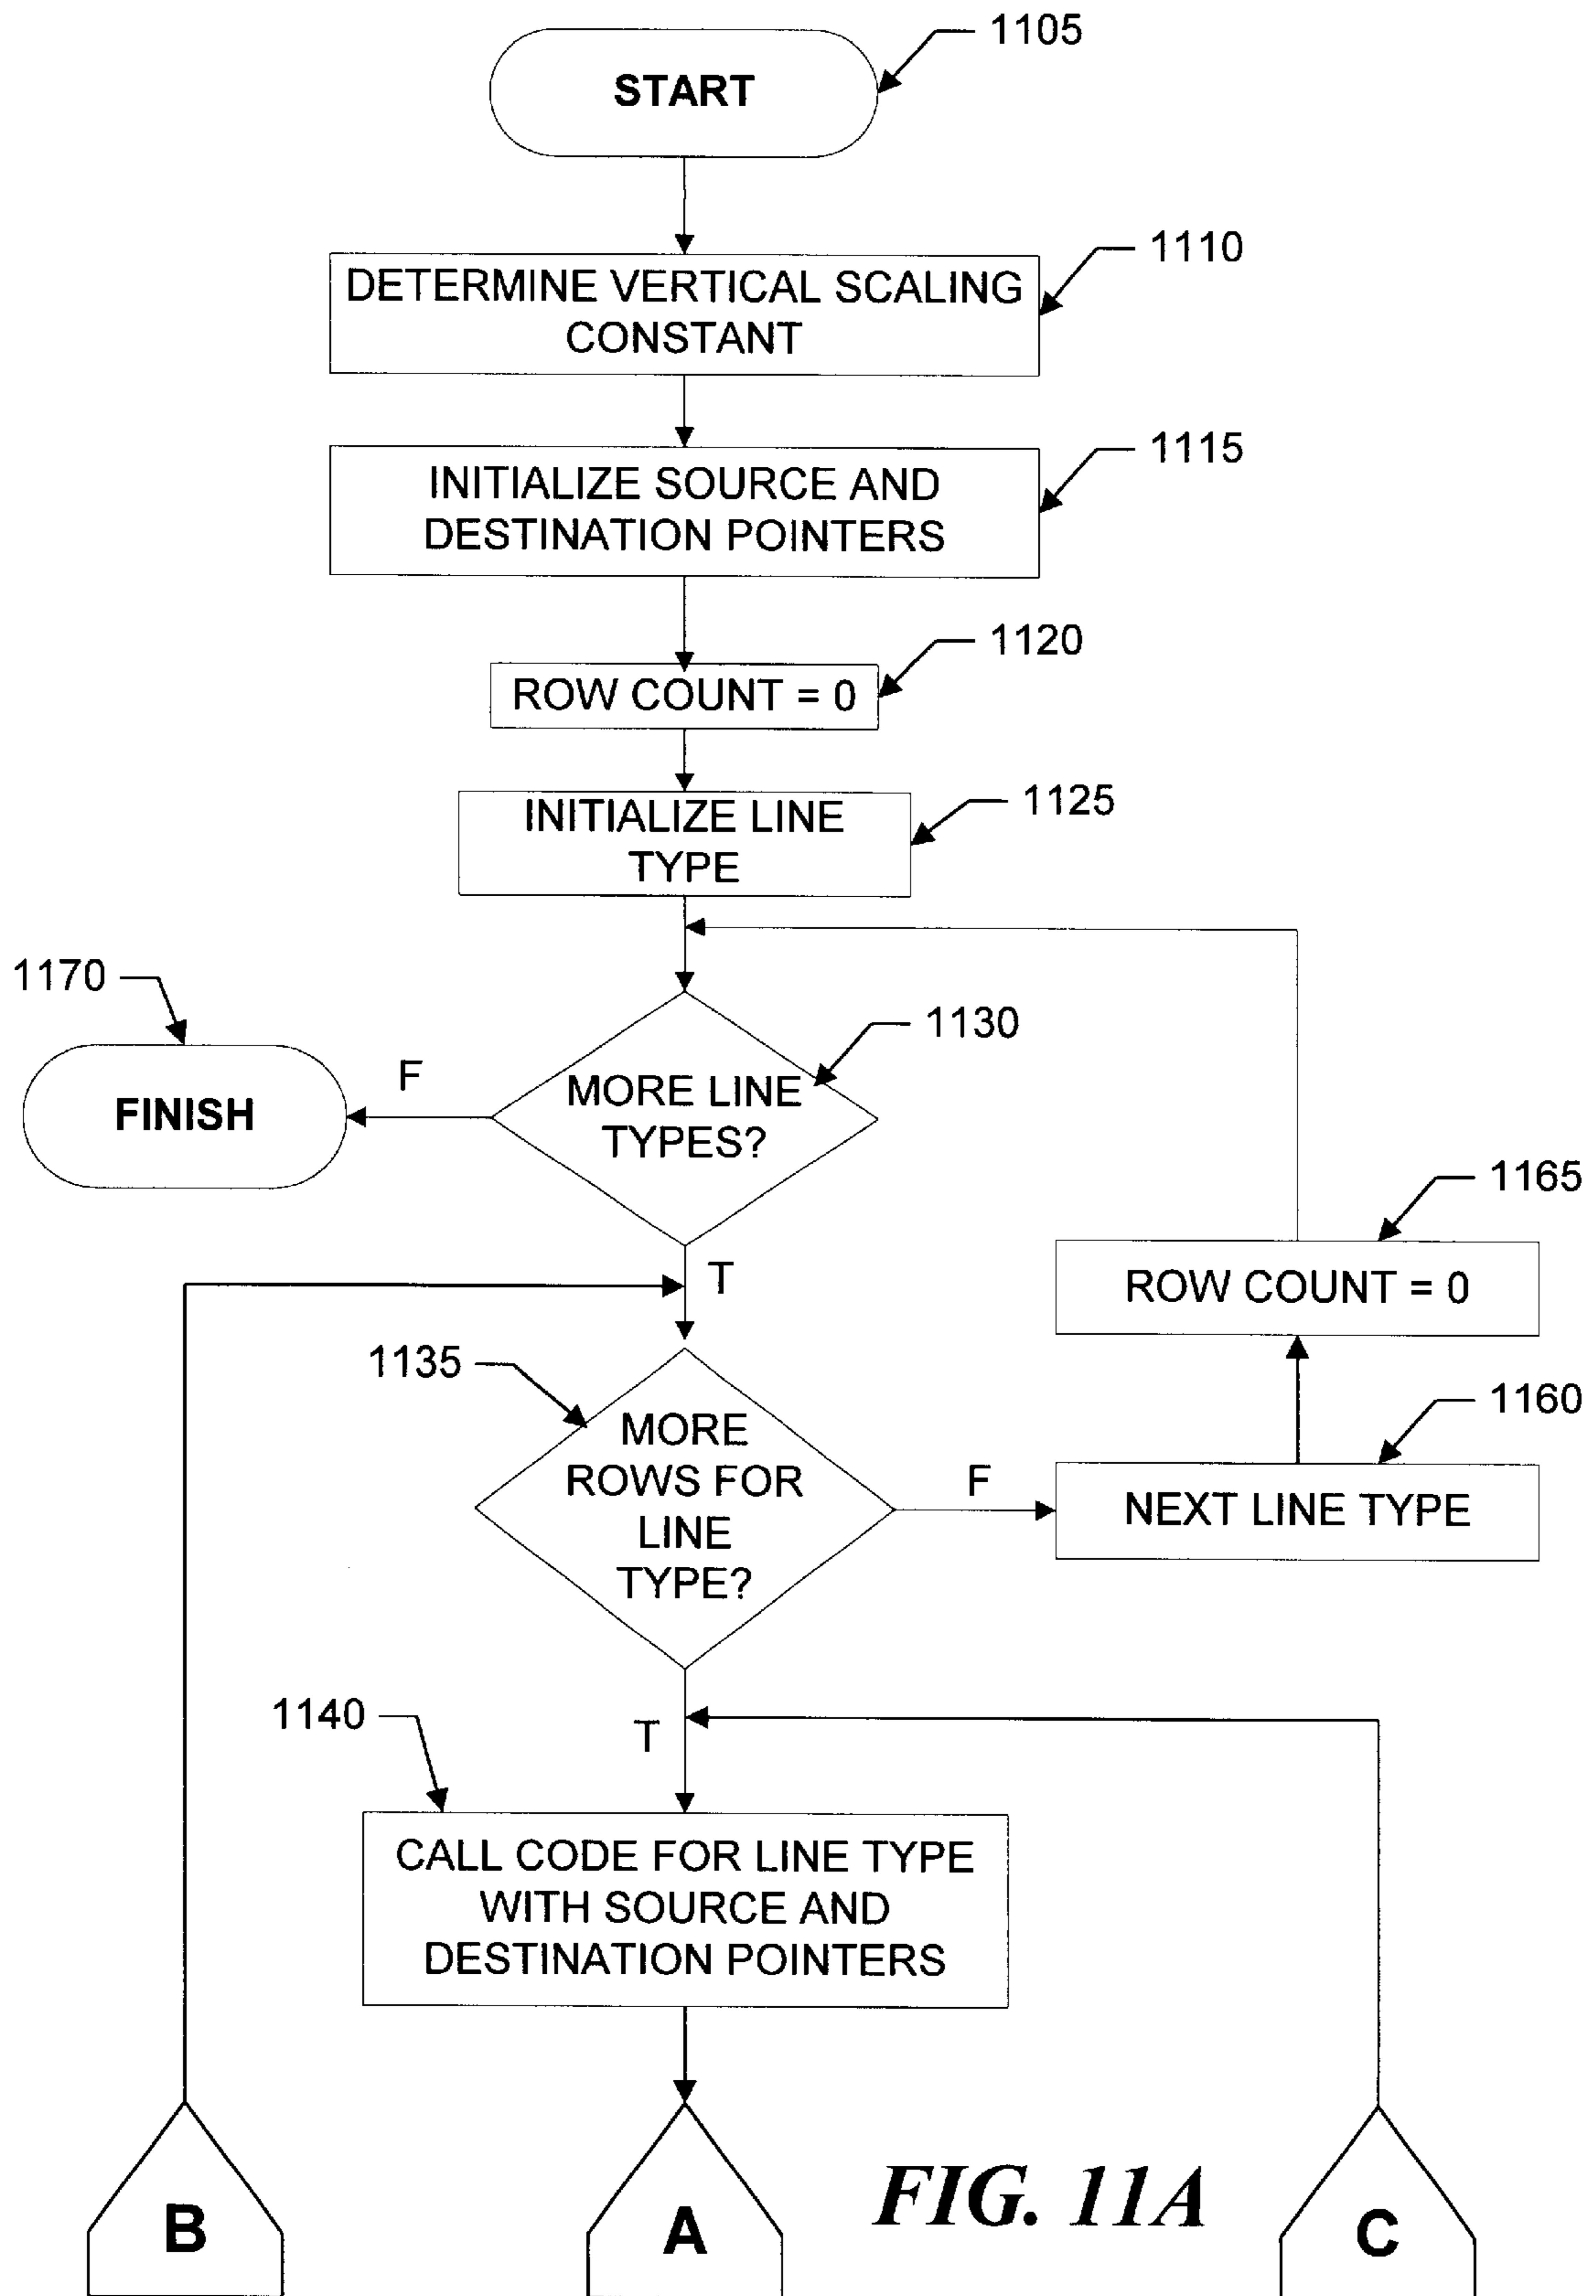 1105
START
1110
DETERMINE VERTICAL SCALING
CONSTANT
1115
INITIALIZE SOURCE AND
DESTINATION POINTERS
1120
ROW COUNT = 0
1125
INITIALIZE LINE
TYPE
1170
FINISH
F
1130
MORE LINE
TYPES?
T
1165
ROW COUNT = 0
1135
MORE
ROWS FOR
LINE
TYPE?
F
1160
NEXT LINE TYPE
1140
T
CALL CODE FOR LINE TYPE
WITH SOURCE AND
DESTINATION POINTERS
B
A
FIG. 11A
C